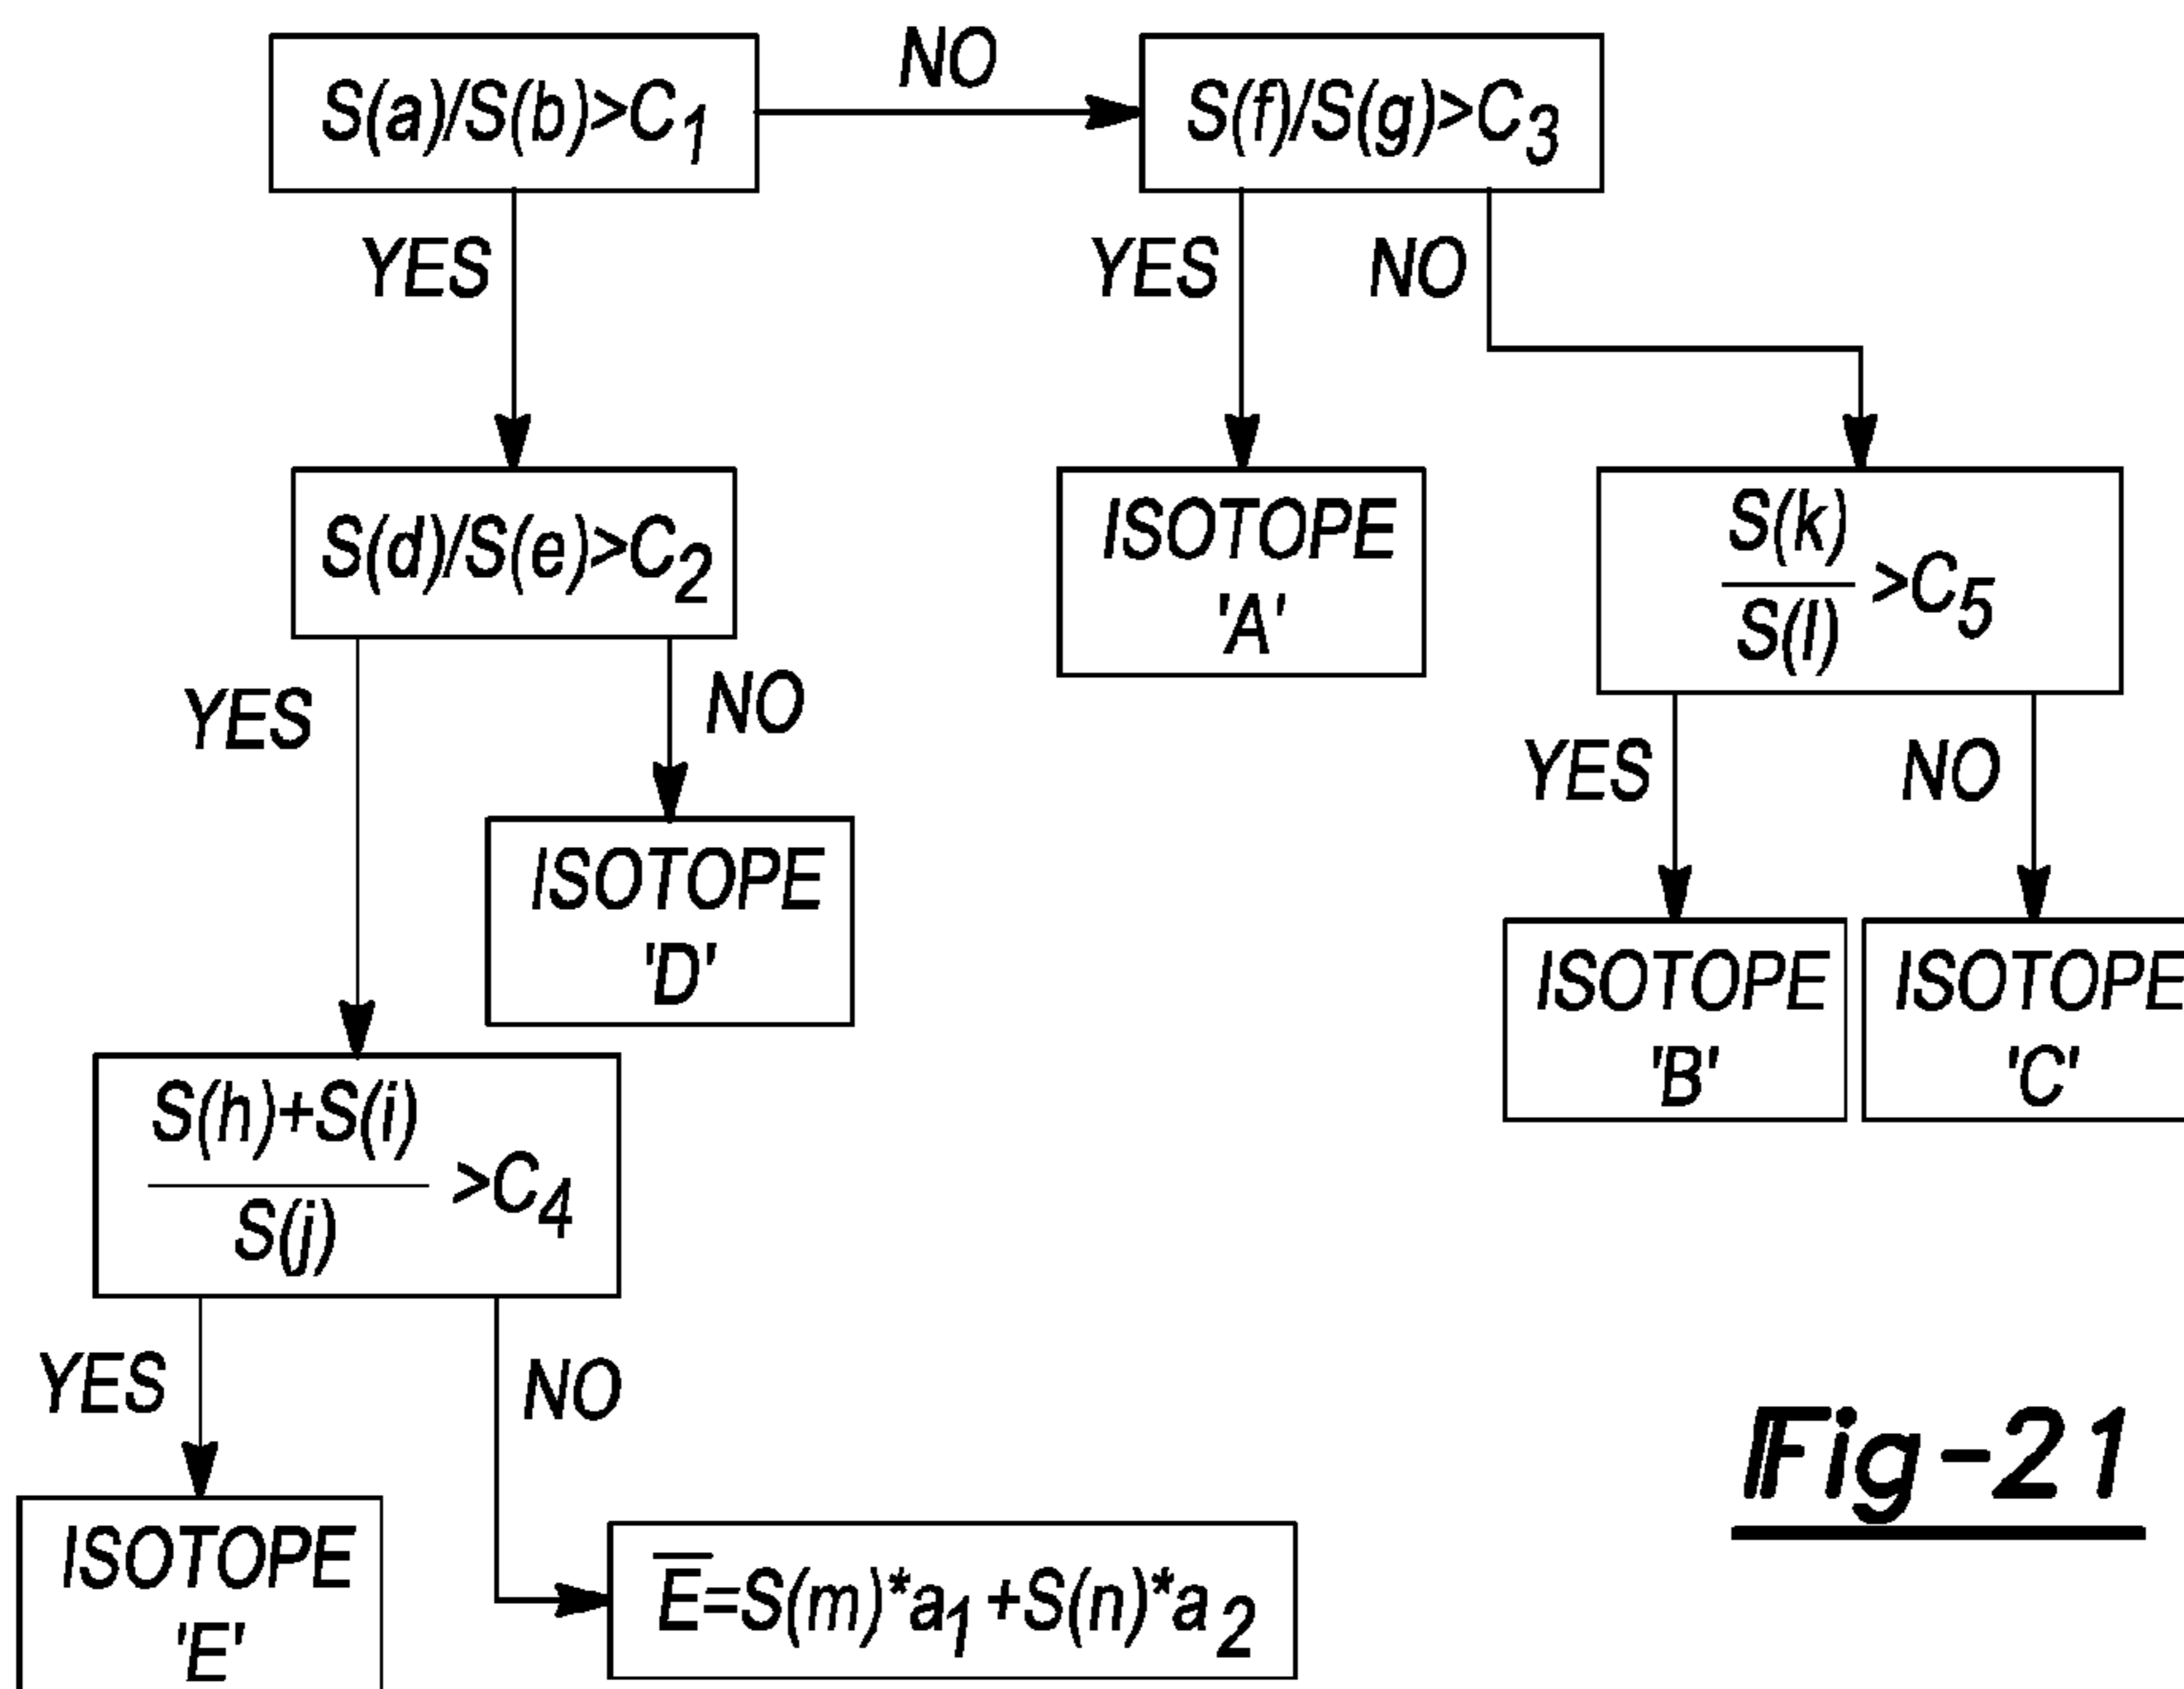 S(a)/S(b)>C1
NO
S(f)/S(g)>C3
YES
YES
NO
S(d)/S(e)>C2
ISOTOPE
'A'
S(k)
S(l)
>C5
YES
NO
YES
NO
ISOTOPE
'D'
ISOTOPE
'B'
ISOTOPE
'C'
S(h)+S(i)
S(j)
>C4
YES
NO
ISOTOPE
'E'
E̅=S(m)*a1+S(n)*a2
Fig-21